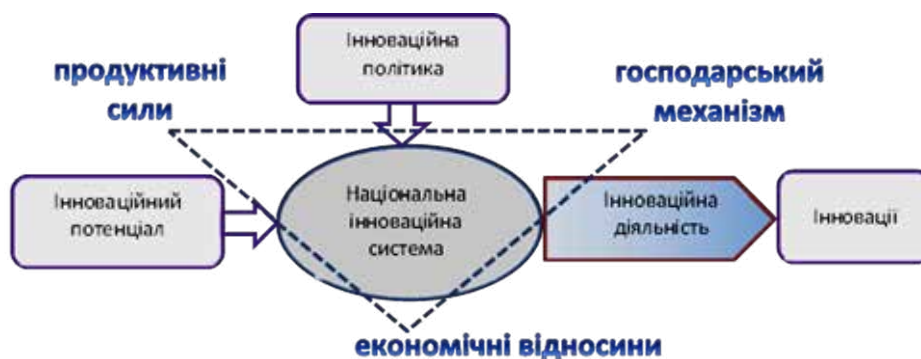 Інноваційна
політика
продуктивні
сили
господарський
механізм
Інноваційний
потенціал
Національна
інноваційна
система
Інноваційна
діяльність
Інновації
економічні відносини